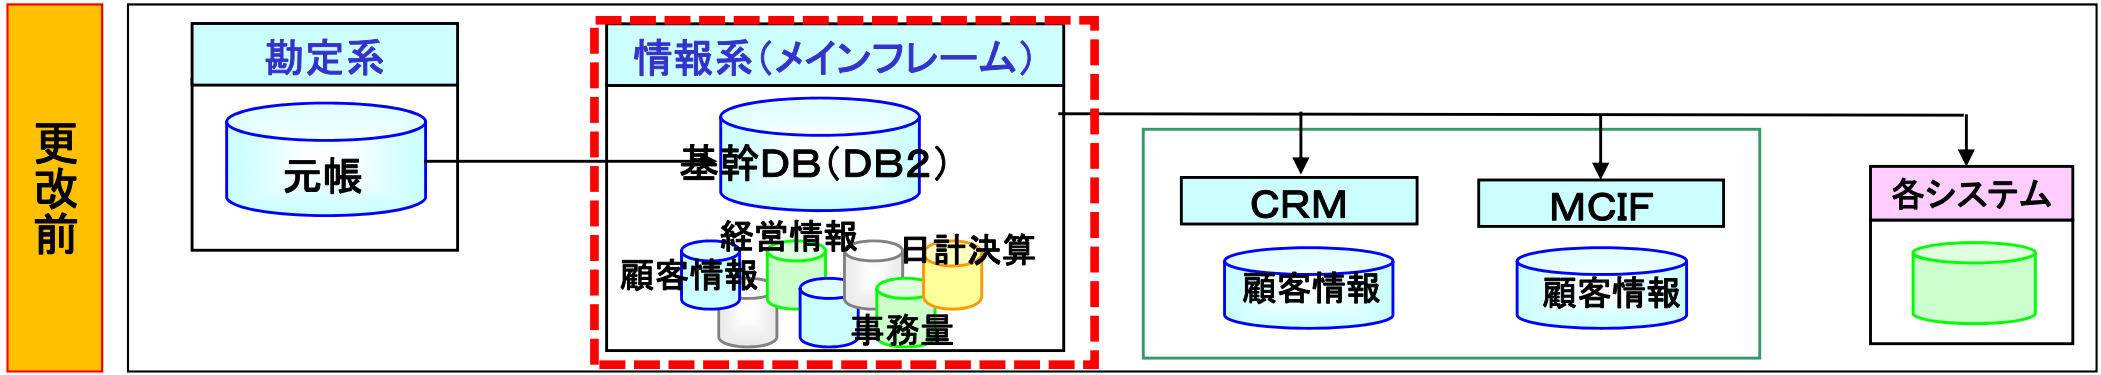 更改前
勘定系
元帳
情報系（メインフレーム）
基幹ＤＢ（ＤＢ２）
経営情報
日計決算
顧客情報
事務量
ＣＲＭ
顧客情報
ＭＣＩＦ
顧客情報
各システム